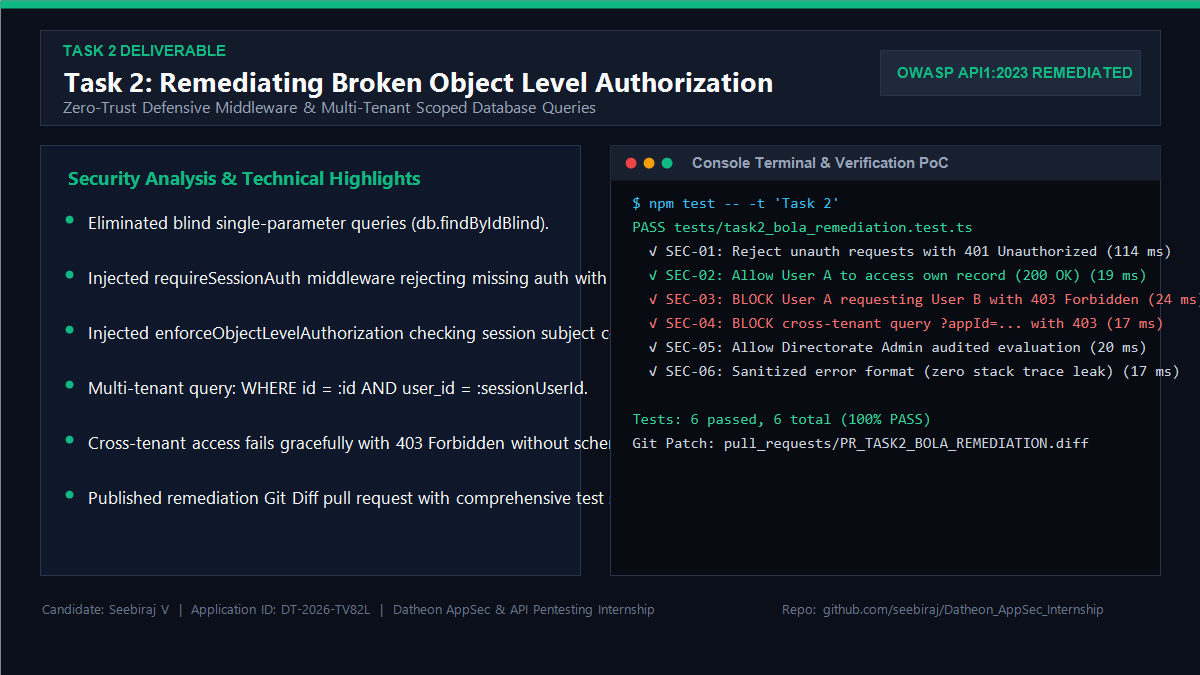 TASK 2 DELIVERABLE
Task 2: Remediating Broken Object Level Authorization
Zero-Trust Defensive Middleware & Multi-Tenant Scoped Database Queries
OWASP API1:2023 REMEDIATED
Security Analysis & Technical Highlights
Eliminated blind single-parameter queries (db.findByIdBlind).
Injected requireSessionAuth middleware rejecting missing auth with
Injected enforceObjectLevelAuthorization checking session subject c
Multi-tenant query: WHERE id = :id AND user_id = :sessionUserId.
Cross-tenant access fails gracefully with 403 Forbidden without sche
Published remediation Git Diff pull request with comprehensive test
Console Terminal & Verification PoC
$ npm test -- -t 'Task 2'
PASS tests/task2_bola_remediation.test.ts
√ SEC-01: Reject unauth requests with 401 Unauthorized (114 ms)
√ SEC-02: Allow User A to access own record (200 OK) (19 ms)
√ SEC-03: BLOCK User A requesting User B with 403 Forbidden (24 ms
√ SEC-04: BLOCK cross-tenant query ?appId=... with 403 (17 ms)
√ SEC-05: Allow Directorate Admin audited evaluation (20 ms)
√ SEC-06: Sanitized error format (zero stack trace leak) (17 ms)
Tests: 6 passed, 6 total (100% PASS)
Git Patch: pull_requests/PR_TASK2_BOLA_REMEDIATION.diff
Candidate: Seebiraj V | Application ID: DT-2026-TV82L | Datheon AppSec & API Pentesting Internship
Repo: github.com/seebiraj/Datheon_AppSec_Internship